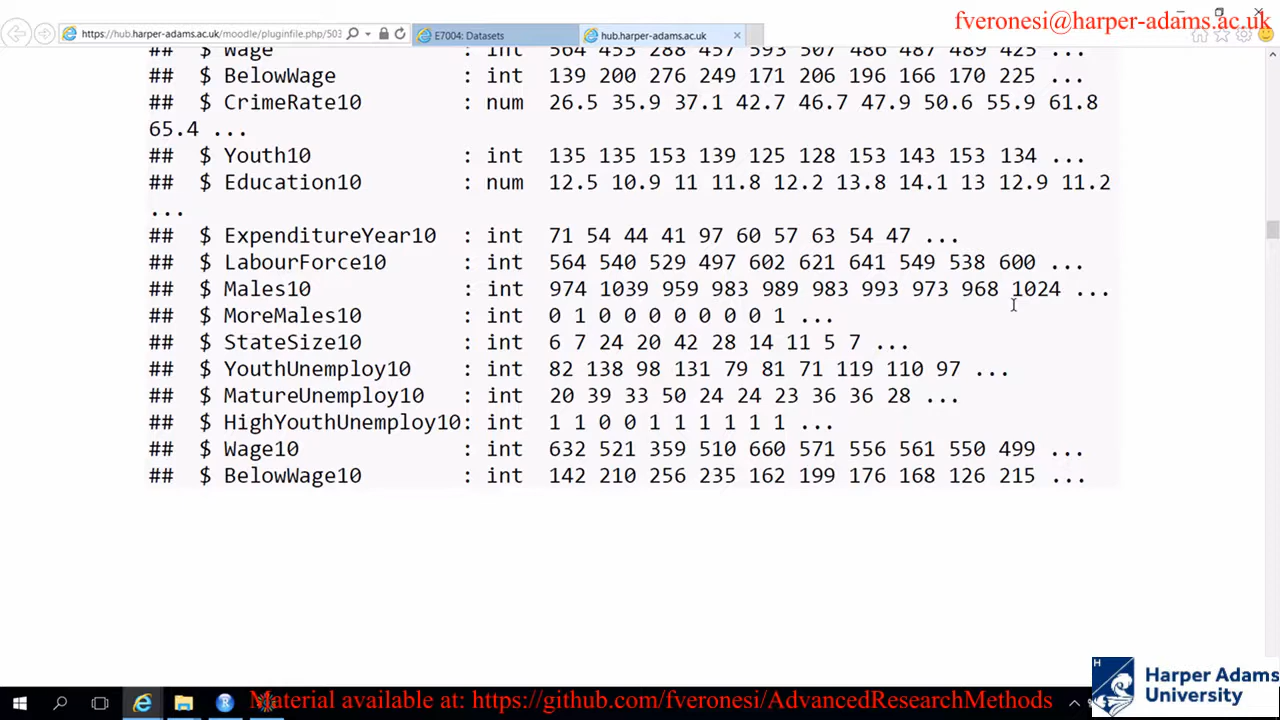 fveronesi@harper-adams.ac.uk
https://hub.harper-adams.ac.uk/moodle/pluginfile.php/503
E7004: Datasets
hub.harper-adams.ac.uk
## $ Wage : int 564 453 288 457 593 507 486 487 489 425 ...
## $ BelowWage : int 139 200 276 249 171 206 196 166 170 225 ...
## $ CrimeRate10 : num 26.5 35.9 37.1 42.7 46.7 47.9 50.6 55.9 61.8
65.4 ...
## $ Youth10 : int 135 135 153 139 125 128 153 143 153 134 ...
## $ Education10 : num 12.5 10.9 11 11.8 12.2 13.8 14.1 13 12.9 11.2
...
## $ ExpenditureYear10 : int 71 54 44 41 97 60 57 63 54 47 ...
## $ LabourForce10 : int 564 540 529 497 602 621 641 549 538 600 ...
## $ Males10 : int 974 1039 959 983 989 983 993 973 968 1024 ...
## $ MoreMales10 : int 0 1 0 0 0 0 0 0 0 1 ...
## $ StateSize10 : int 6 7 24 20 42 28 14 11 5 7 ...
## $ YouthUnemploy10 : int 82 138 98 131 79 81 71 119 110 97 ...
## $ MatureUnemploy10 : int 20 39 33 50 24 24 23 36 36 28 ...
## $ HighYouthUnemploy10: int 1 1 0 0 1 1 1 1 1 1 ...
## $ Wage10 : int 632 521 359 510 660 571 556 561 550 499 ...
## $ BelowWage10 : int 142 210 256 235 162 199 176 168 126 215 ...
H
Harper Adams
University
Material available at: https://github.com/fveronesi/AdvancedResearchMethods